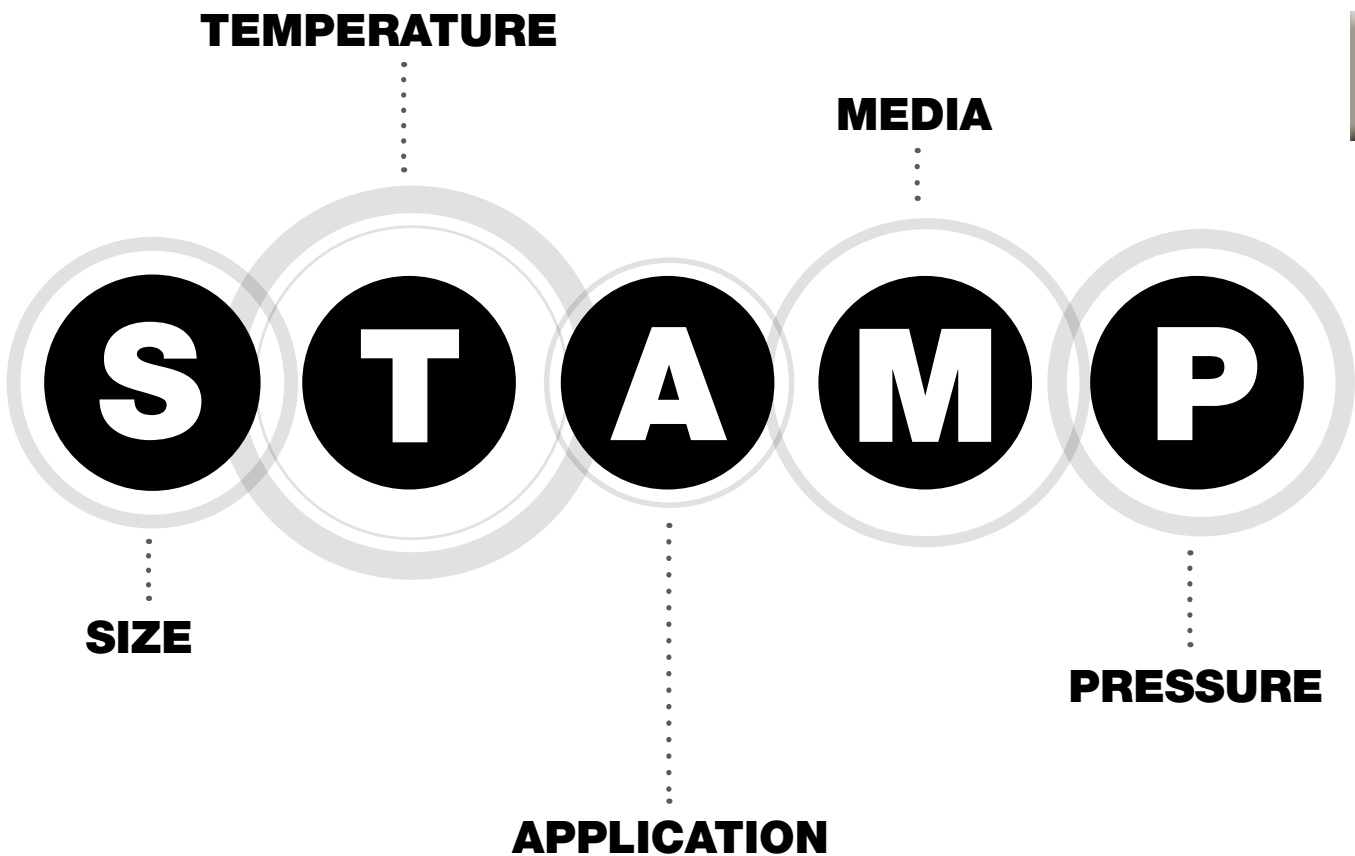 TEMPERATURE
MEDIA
S T A M P
SIZE
PRESSURE
APPLICATION